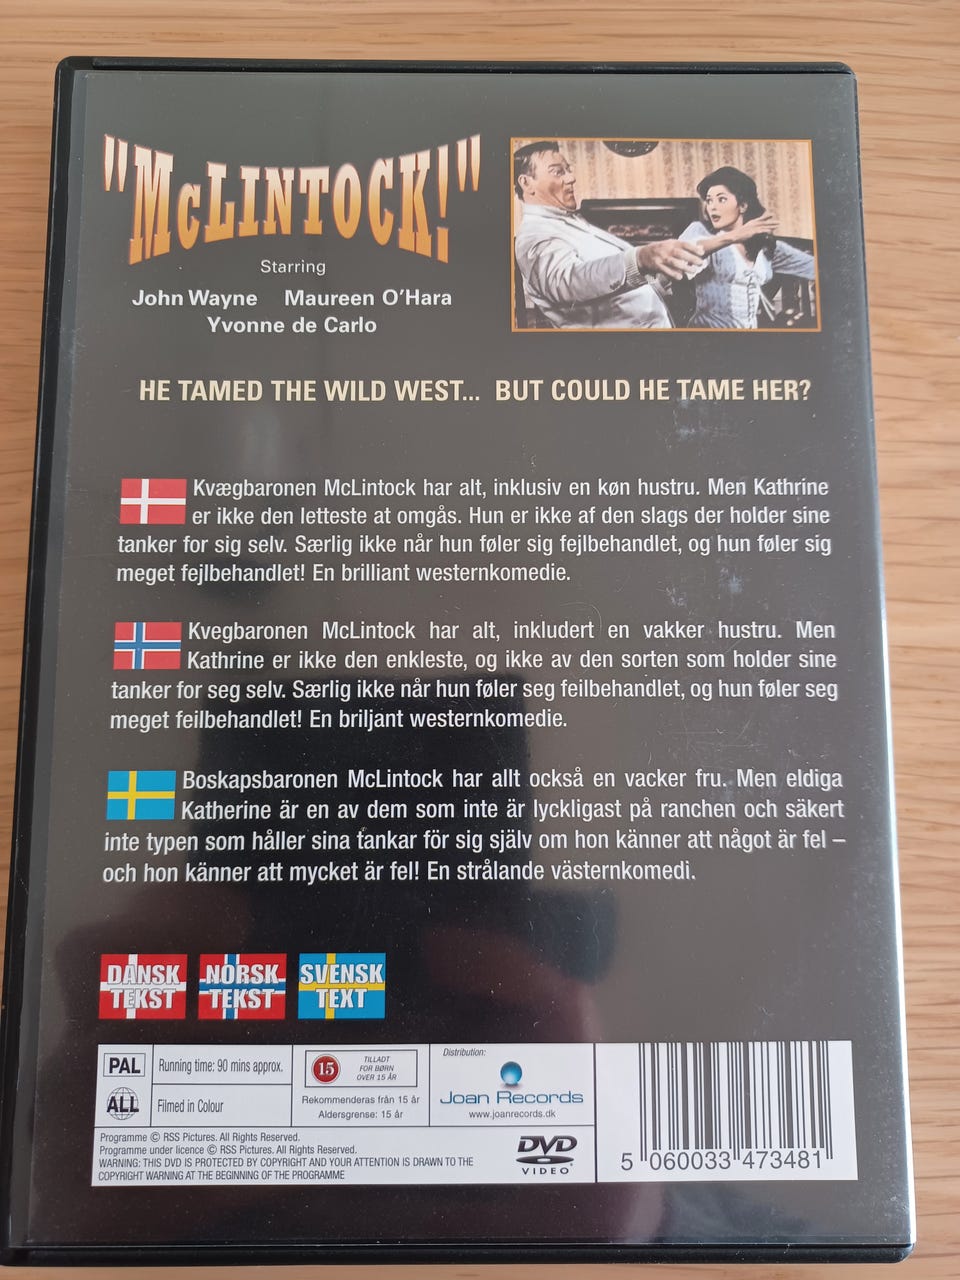 "McLINTOCK!"
Starring
John Wayne Maureen O'Hara
Yvonne de Carlo
HE TAMED THE WILD WEST... BUT COULD HE TAME HER?
Kvægbaronen McLintock har alt, inklusiv en køn hustru. Men Kathrine
er ikke den letteste at omgås. Hun er ikke af den slags der holder sine
tanker for sig selv. Særlig ikke når hun føler sig fejlbehandlet, og hun føler sig
meget fejlbehandlet! En brilliant westernkomedie.
Kvegbaronen McLintock har alt, inkludert en vakker hustru. Men
Kathrine er ikke den enkleste, og ikke av den sorten som holder sine
tanker for seg selv. Særlig ikke når hun føler seg feilbehandlet, og hun føler seg
meget feilbehandlet! En briljant westernkomedie.
Boskapsbaronen McLintock har allt också en vacker fru. Men eldiga
Katherine är en av dem som inte är lyckligast på ranchen och säkert
inte typen som håller sina tankar för sig själv om hon känner att något är fel –
och hon känner att mycket är fel! En strålande västernkomedi.
DANSK TEKST
NORSK TEKST
SVENSK TEXT
PAL
Running time: 90 mins approx.
ALL
Filmed in Colour
15
TILLADT
FOR BØRN
OVER 15 ÅR
Rekommenderas från 15 år
Aldersgrense: 15 år
Distribution:
Joan Records
www.joanrecords.dk
Programme © RSS Pictures. All Rights Reserved.
Programme under licence © RSS Pictures. All Rights Reserved.
WARNING: THIS DVD IS PROTECTED BY COPYRIGHT AND YOUR ATTENTION IS DRAWN TO THE
COPYRIGHT WARNING AT THE BEGINNING OF THE PROGRAMME
DVD
VIDEO
5 060033 473481